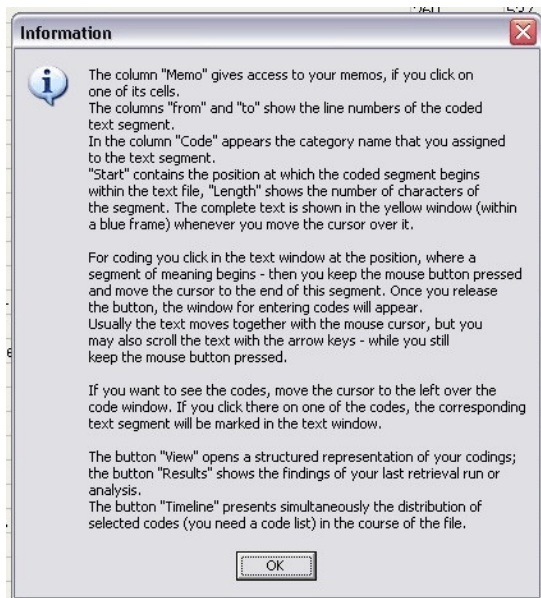 260
537
Information
The column "Memo" gives access to your memos, if you click on
one of its cells.
The columns "from" and "to" show the line numbers of the coded
text segment.
In the column "Code" appears the category name that you assigned
to the text segment.
"Start" contains the position at which the coded segment begins
within the text file, "Length" shows the number of characters of
the segment. The complete text is shown in the yellow window (within
a blue frame) whenever you move the cursor over it.
For coding you click in the text window at the position, where a
segment of meaning begins - then you keep the mouse button pressed
and move the cursor to the end of this segment. Once you release
the button, the window for entering codes will appear.
Usually the text moves together with the mouse cursor, but you
may also scroll the text with the arrow keys - while you still
keep the mouse button pressed.
If you want to see the codes, move the cursor to the left over the
code window. If you click there on one of the codes, the corresponding
text segment will be marked in the text window.
The button "View" opens a structured representation of your codings;
the button "Results" shows the findings of your last retrieval run or
analysis.
The button "Timeline" presents simultaneously the distribution of
selected codes (you need a code list) in the course of the file.
OK